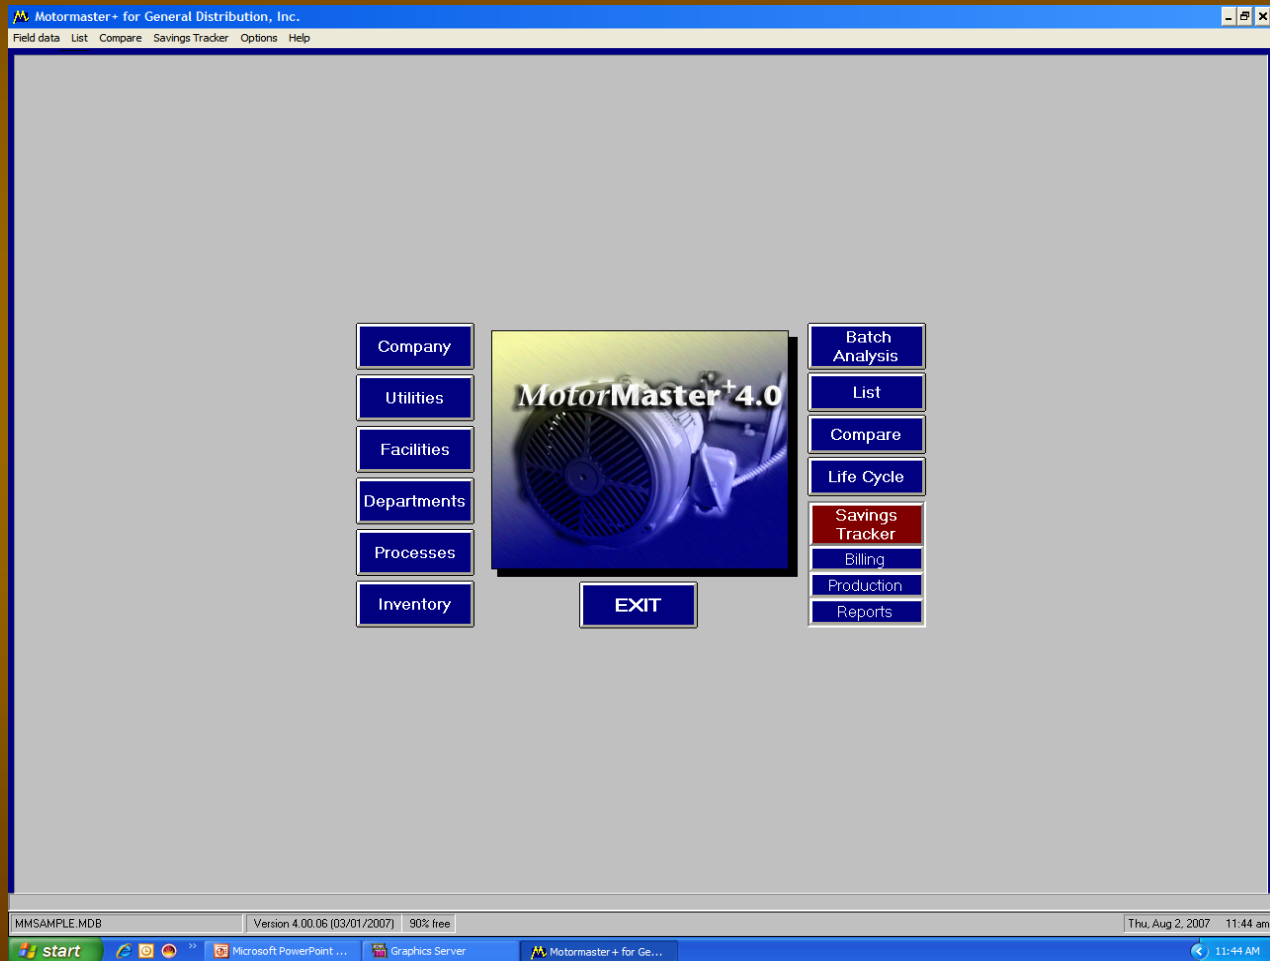 Motormaster+ for General Distribution, Inc.
Field data List Compare Savings Tracker Options Help
Company
Utilities
Facilities
Departments
Processes
Inventory
MotorMaster+4.0
EXIT
Batch
Analysis
List
Compare
Life Cycle
Savings
Tracker
Billing
Production
Reports
MMSAMPLE.MDB Version 4.00.06 (03/01/2007) 90% free Thu, Aug 2, 2007 11:44 am
start Microsoft PowerPoint ... Graphics Server Motormaster+ for Ge... 11:44 AM